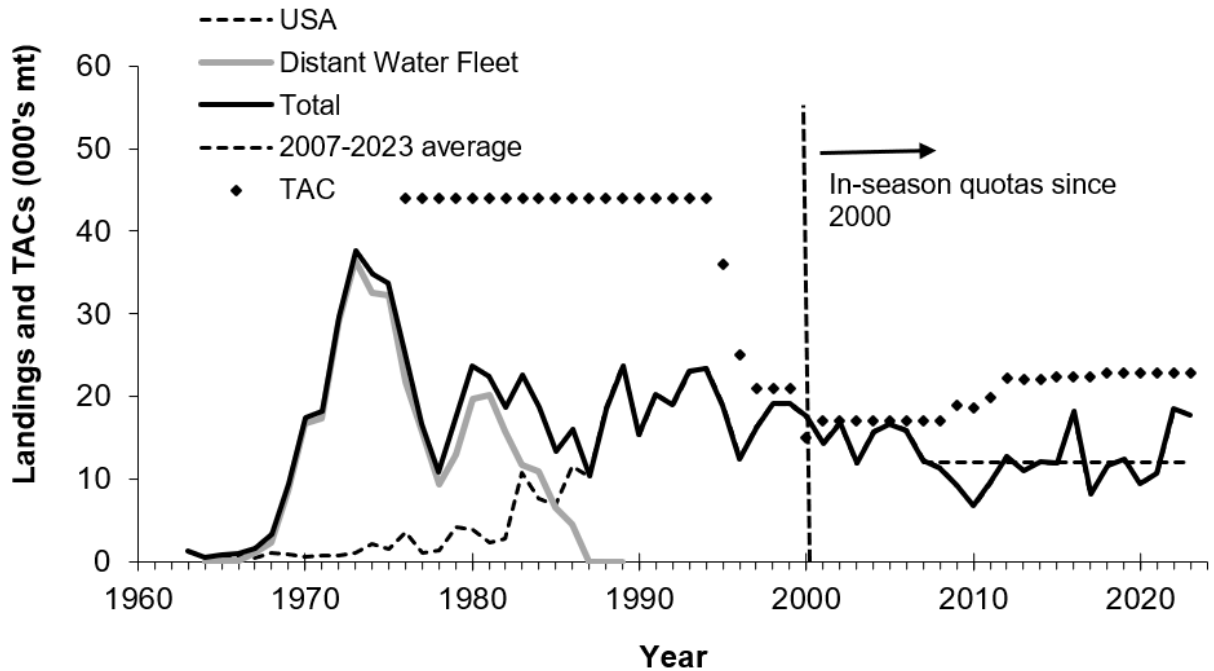 USA
Distant Water Fleet
Total
2007-2023 average
TAC
Landings and TACs (000's mt)
60
50
40
30
20
10
0
In-season quotas since
2000
1960 1970 1980 1990 2000 2010 2020
Year